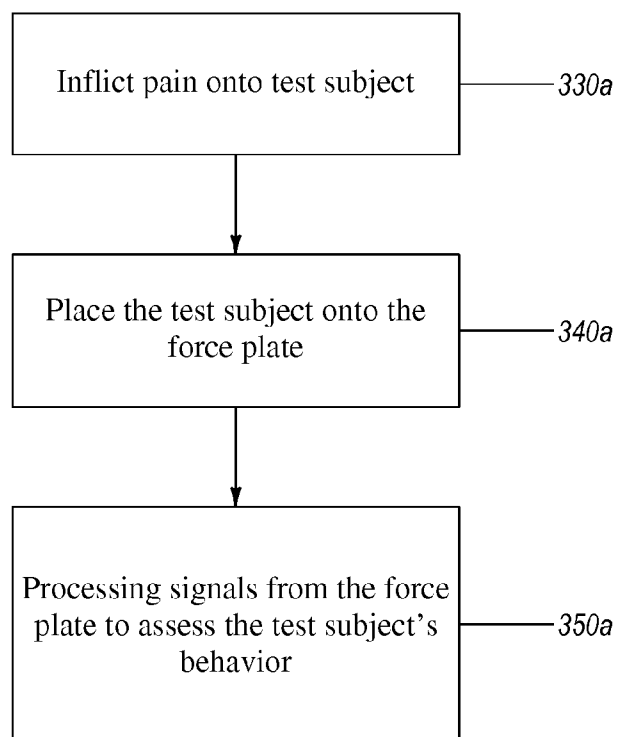 Inflict pain onto test subject
330a
Place the test subject onto the
force plate
340a
Processing signals from the force
plate to assess the test subject's
behavior
350a